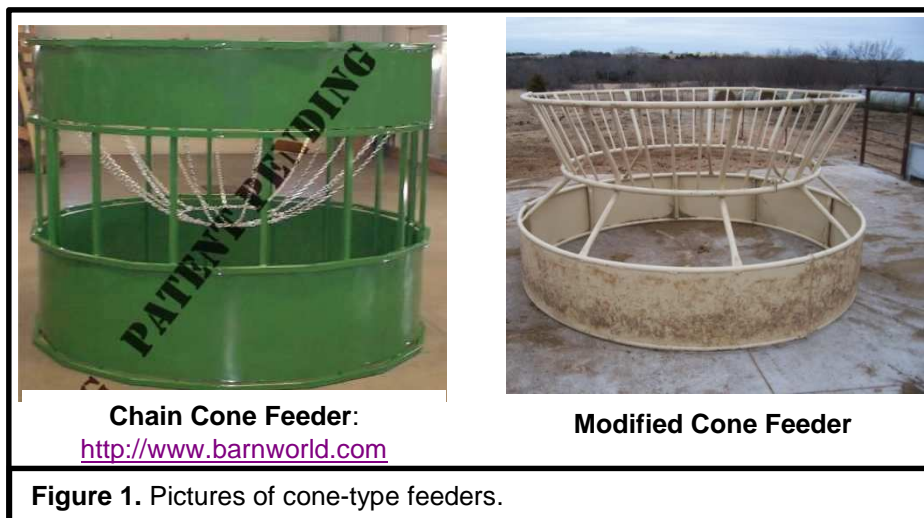 PATENT PENDING
Chain Cone Feeder:
http://www.barnworld.com
Modified Cone Feeder
Figure 1. Pictures of cone-type feeders.